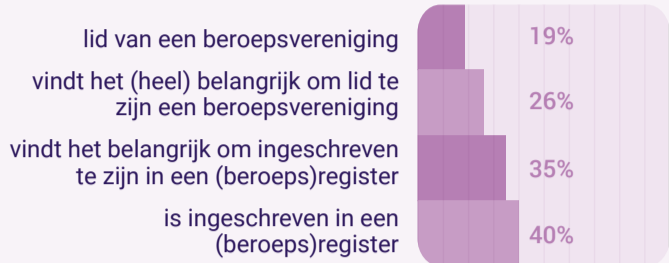 lid van een beroepsvereniging
19%
vindt het (heel) belangrijk om lid te
zijn een beroepsvereniging
26%
vindt het belangrijk om ingeschreven
te zijn in een (beroeps)register
35%
is ingeschreven in een
(beroeps)register
40%